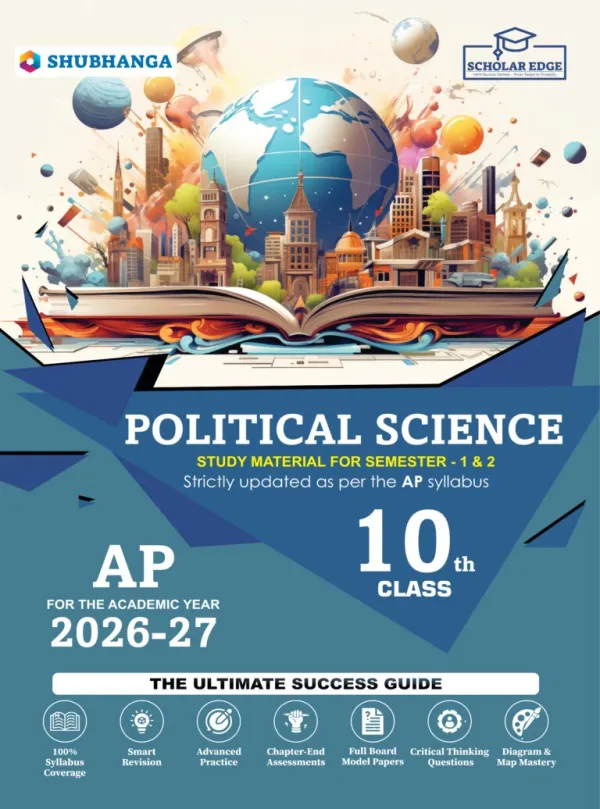 SHUBHANGA
SCHOLAR EDGE
POLITICAL SCIENCE
STUDY MATERIAL FOR SEMESTER - 1 & 2
Strictly updated as per the AP syllabus
10th
CLASS
AP
FOR THE ACADEMIC YEAR
2026-27
THE ULTIMATE SUCCESS GUIDE
100%
Syllabus
Coverage
Smart
Revision
Advanced
Practice
Chapter-End
Assessments
Full Board
Model Papers
Critical Thinking
Questions
Diagram &
Map Mastery